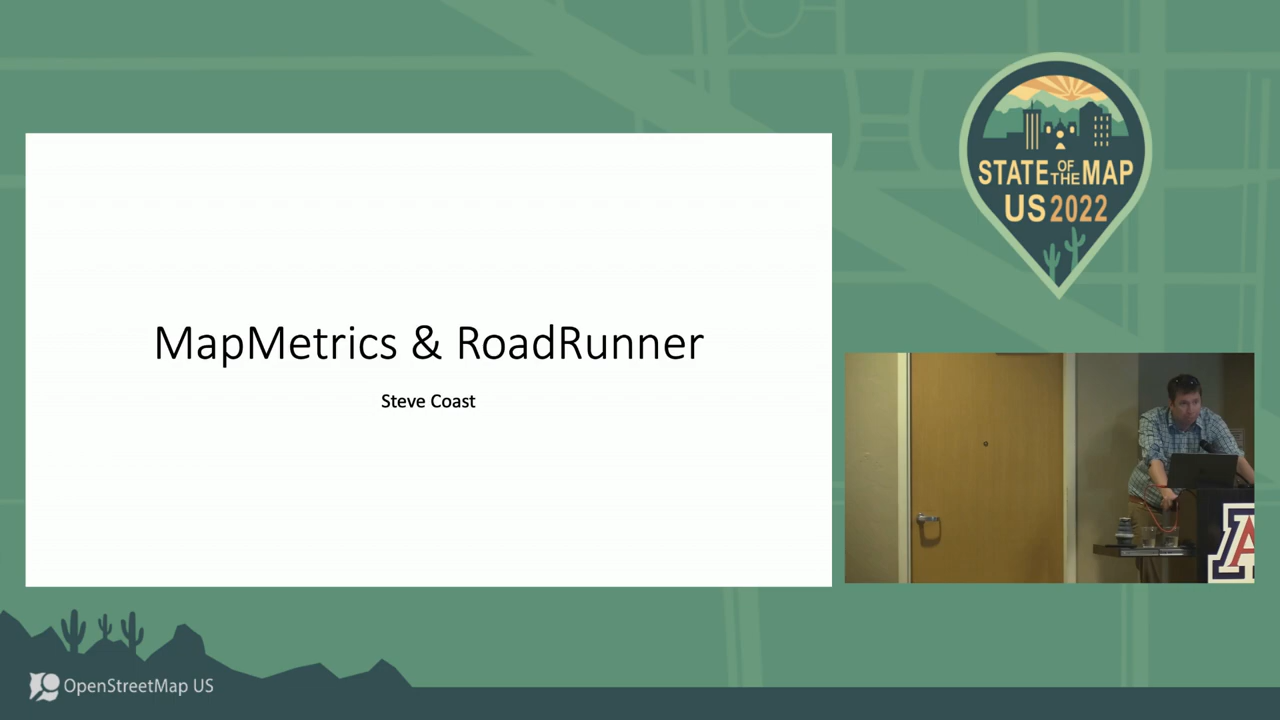 MapMetrics & RoadRunner
Steve Coast
STATE OF THE MAP
US 2022
A
OpenStreetMap US